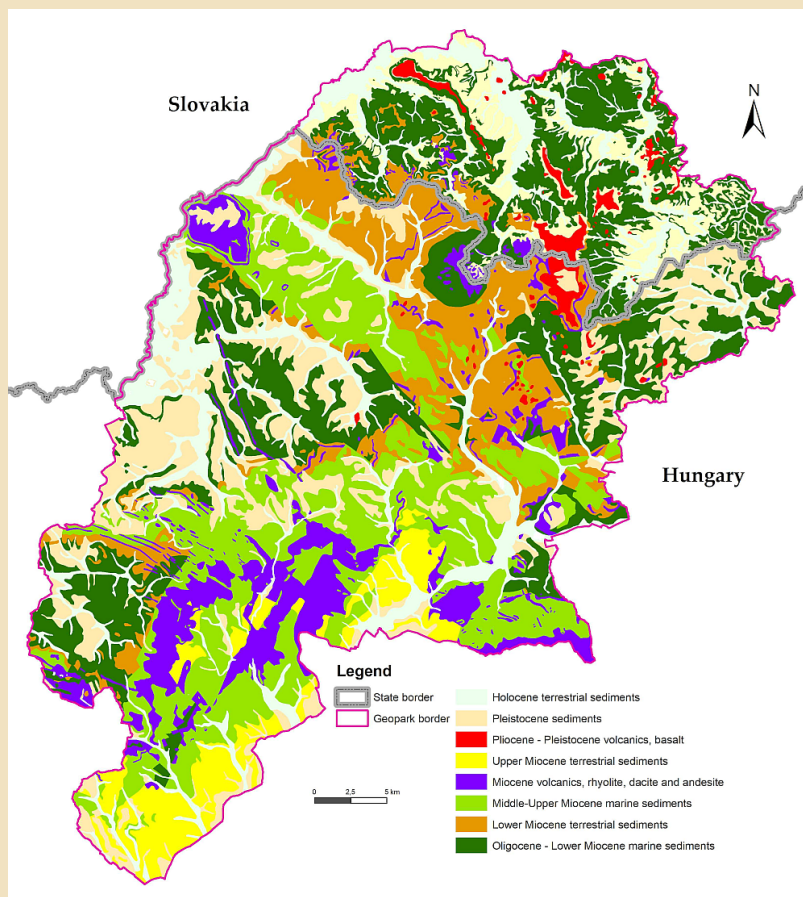 Slovakia
N
Hungary
Legend
State border
Geopark border
Holocene terrestrial sediments
Pleistocene sediments
Pliocene - Pleistocene volcanics, basalt
Upper Miocene terrestrial sediments
Miocene volcanics, rhyolite, dacite and andesite
Middle-Upper Miocene marine sediments
Lower Miocene terrestrial sediments
Oligocene - Lower Miocene marine sediments
0 2,5 5 km